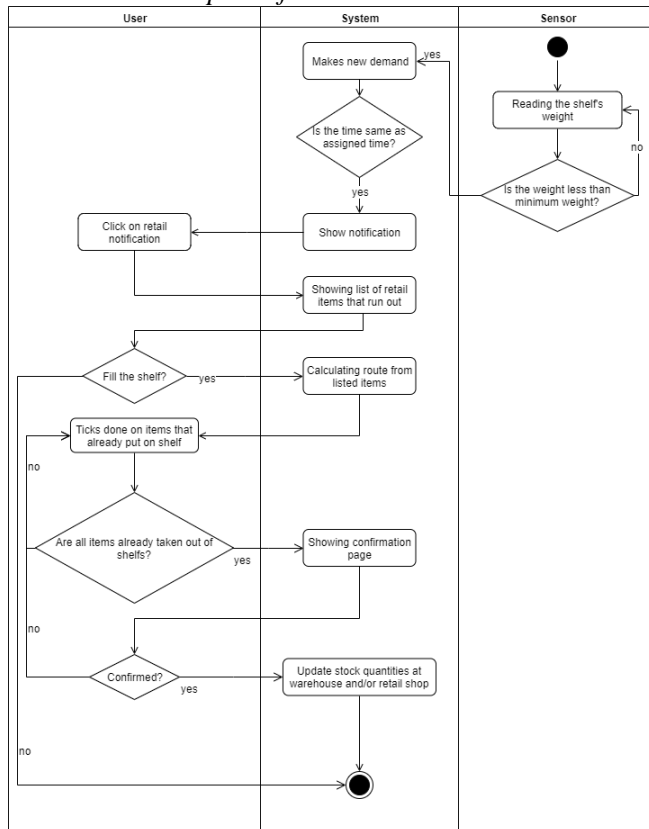 User
System
Sensor
Makes new demand
yes
Reading the shelf's
weight
no
Is the time same as
assigned time?
yes
Is the weight less than
minimum weight?
Click on retail
notification
Show notification
Showing list of retail
items that run out
Fill the shelf?
yes
Calculating route from
listed items
Ticks done on items that
already put on shelf
no
Are all items already taken out of
shelfs?
yes
Showing confirmation
page
no
Confirmed?
yes
Update stock quantities at
warehouse and/or retail shop
no